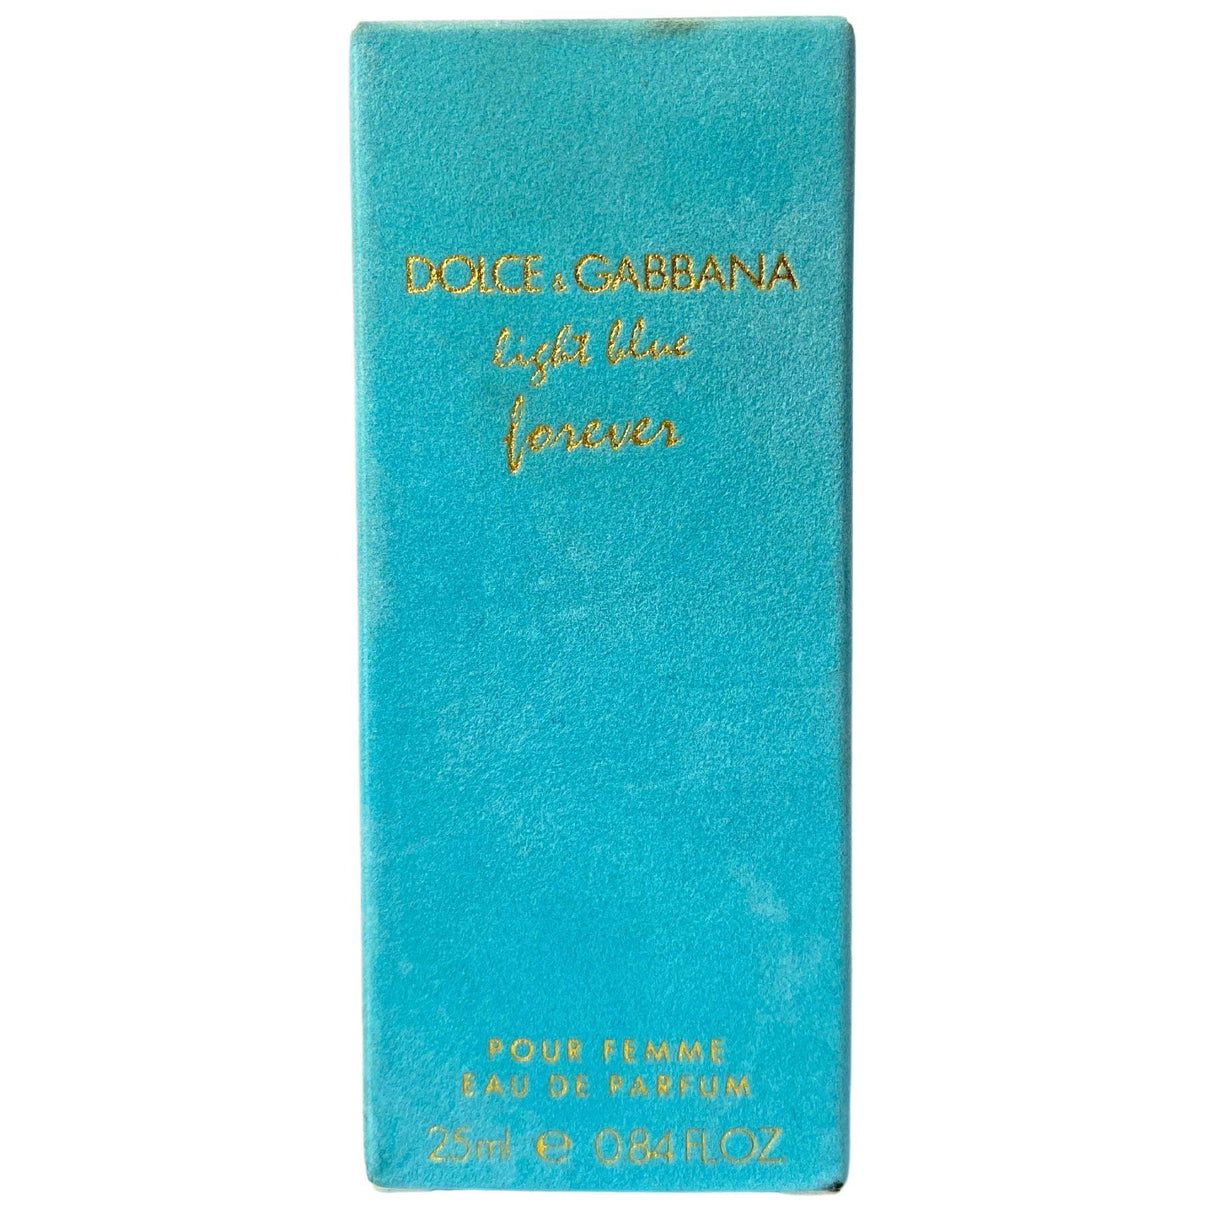 DOLCE & GABBANA
light blue
forever
POUR FEMME
EAU DE PARFUM
25ml e 0.84 FL.OZ.